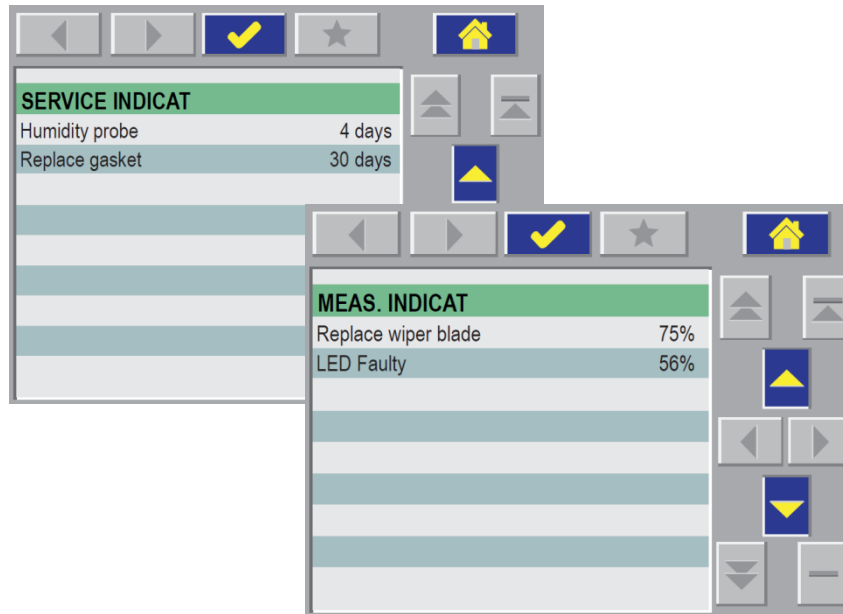 SERVICE INDICAT
Humidity probe 4 days
Replace gasket 30 days
MEAS. INDICAT
Replace wiper blade 75%
LED Faulty 56%